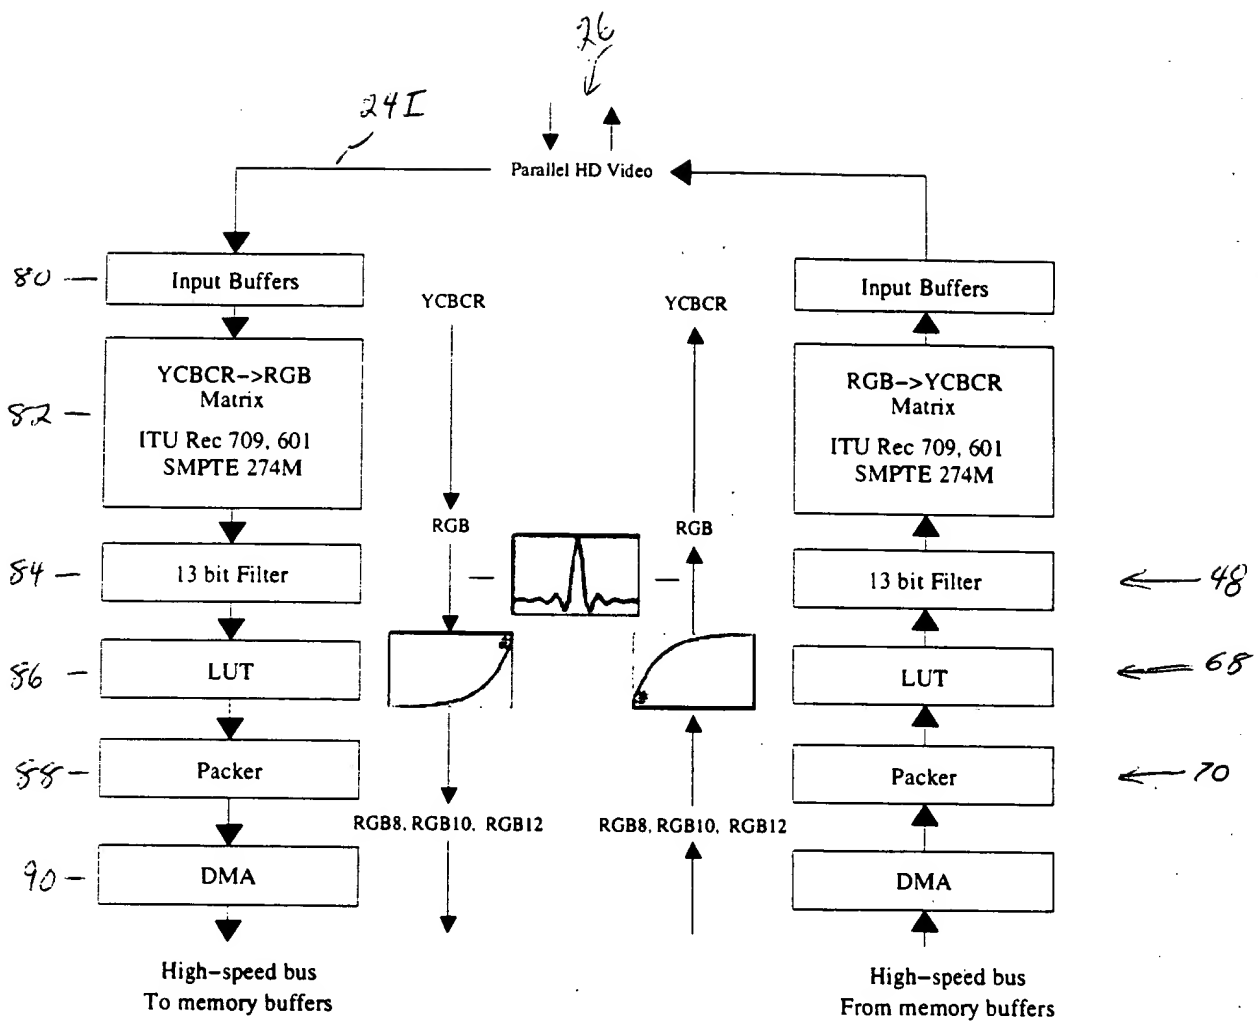 26
24I
Parallel HD Video
80
Input Buffers
YCBCR
YCBCR
Input Buffers
82
YCBCR->RGB
Matrix
ITU Rec 709, 601
SMPTE 274M
RGB->YCBCR
Matrix
ITU Rec 709, 601
SMPTE 274M
RGB
RGB
84
13 bit Filter
13 bit Filter
48
86
LUT
LUT
68
88
Packer
Packer
70
RGB8, RGB10, RGB12
RGB8, RGB10, RGB12
90
DMA
DMA
High-speed bus
To memory buffers
High-speed bus
From memory buffers